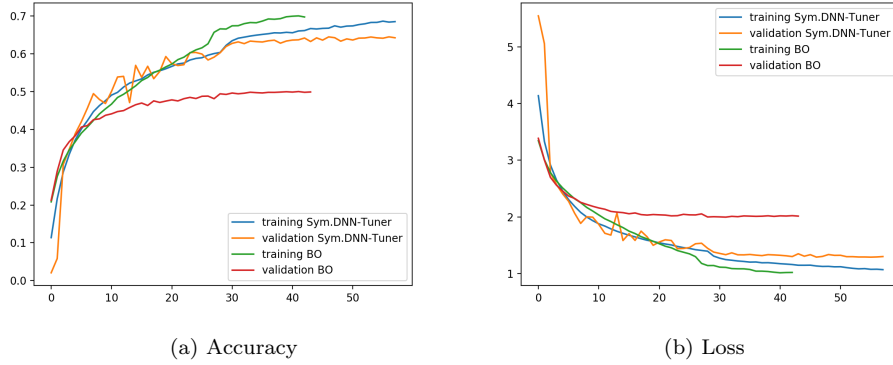 0.7
0.6
0.5
0.4
0.3
0.2
0.1
0.0
0 10 20 30 40 50
training Sym.DNN-Tuner
validation Sym.DNN-Tuner
training BO
validation BO
(a) Accuracy
5
4
3
2
1
0 10 20 30 40 50
training Sym.DNN-Tuner
validation Sym.DNN-Tuner
training BO
validation BO
(b) Loss